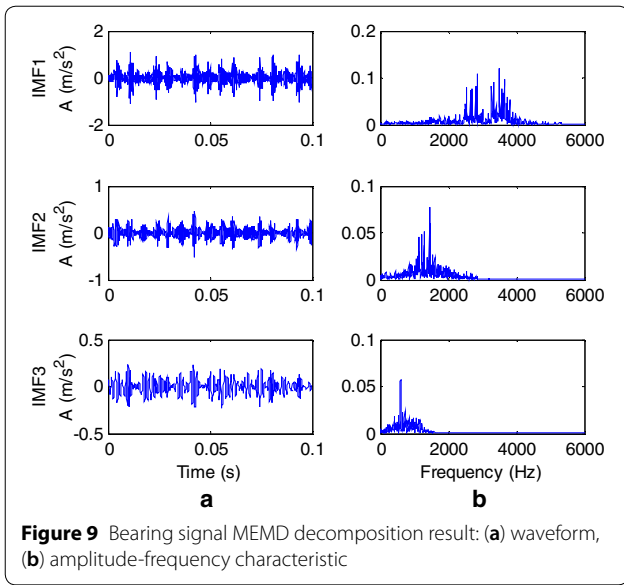 IMF1
A (m/s²)
2
0
-2
0 0.05 0.1
0.2
0.1
0
0 2000 4000 6000
IMF2
A (m/s²)
1
0
-1
0 0.05 0.1
0.1
0.05
0
0 2000 4000 6000
IMF3
A (m/s²)
0.5
0
-0.5
0 0.05 0.1
Time (s)
a
0.1
0.05
0
0 2000 4000 6000
Frequency (Hz)
b
Figure 9 Bearing signal MEMD decomposition result: (a) waveform,
(b) amplitude-frequency characteristic